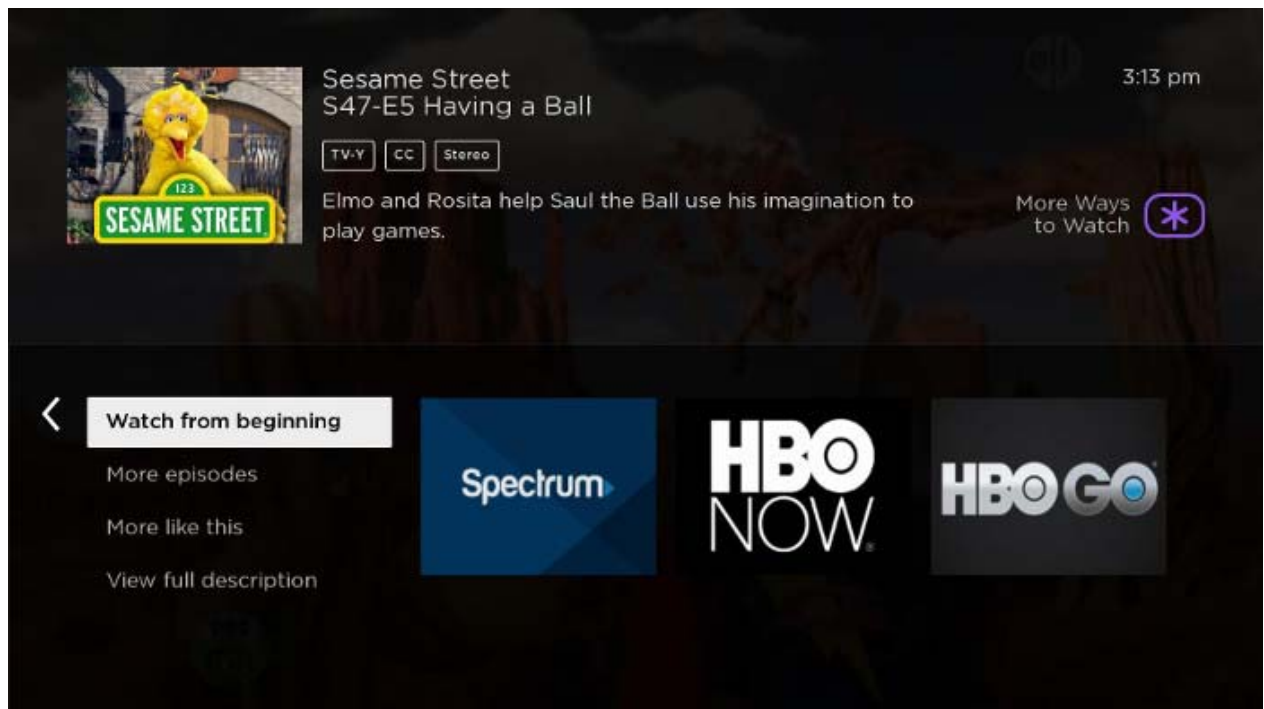 Sesame Street
3:13 pm
S47-E5 Having a Ball
TV-Y CC Stereo
Elmo and Rosita help Saul the Ball use his imagination to
play games.
More Ways
to Watch
123
SESAME STREET
Watch from beginning
More episodes
More like this
View full description
Spectrum
HBO
NOW®
HBO GO